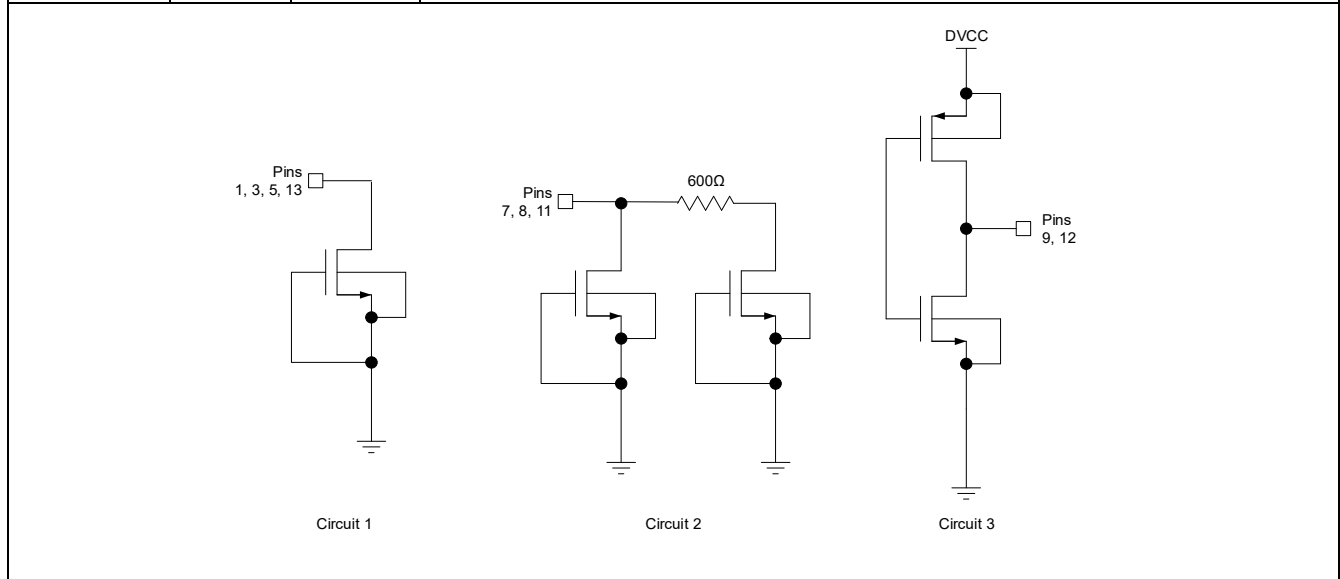 DVCC
Pins
1, 3, 5, 13
Pins
7, 8, 11
600Ω
Pins
9, 12
Circuit 1
Circuit 2
Circuit 3